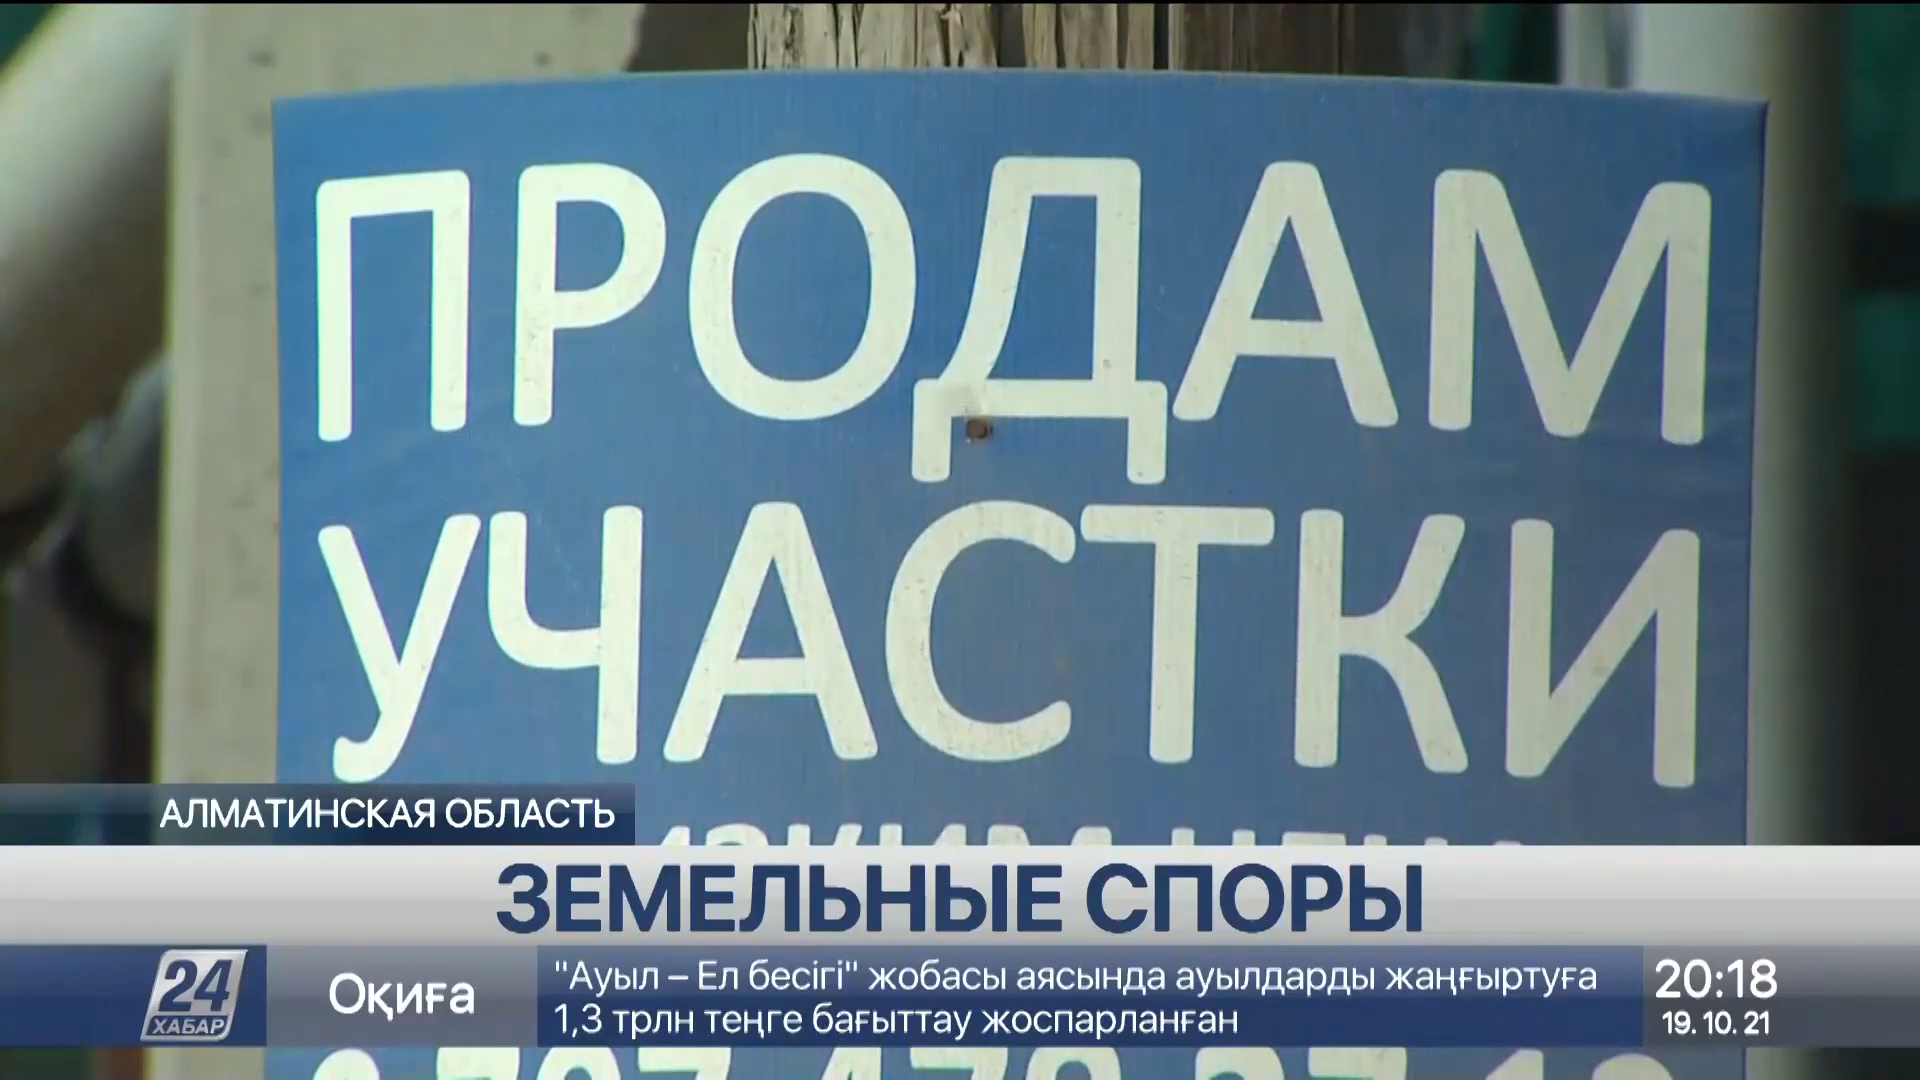 ПРОДАМ
УЧАСТКИ
АЛМАТИНСКАЯ ОБЛАСТЬ
ЗЕМЕЛЬНЫЕ СПОРЫ
24
ХАБАР
Оқиға
"Ауыл – Ел бесігі" жобасы аясында ауылдарды жаңғыртуға
1,3 трлн теңге бағыттау жоспарланған
20:18
19.10.21